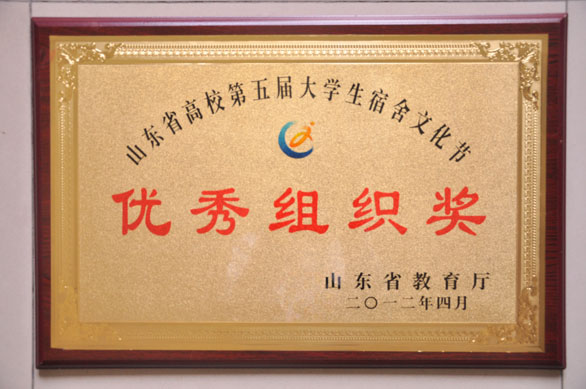 山东省高校第五届大学生宿舍文化节
优秀组织奖
山东省教育厅
二〇一二年四月